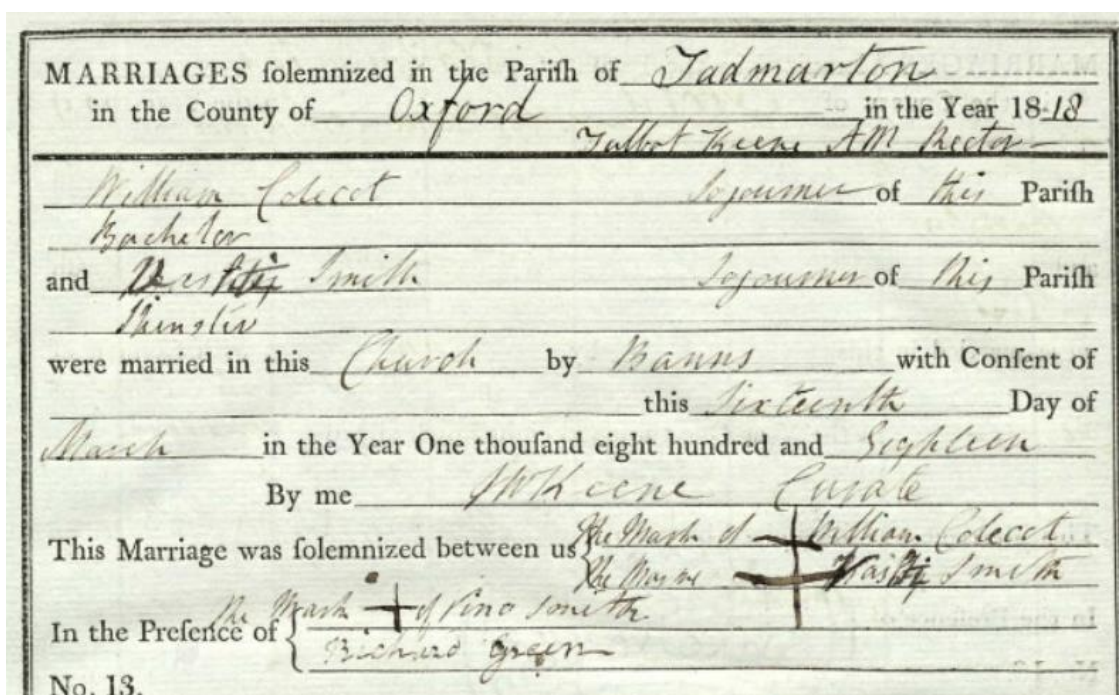 MARRIAGES ſolemnized in the Pariſh of Tadmarton
in the County of Oxford in the Year 18-18
Talbot Keene AM Rector
William Colecot Sojourner of this Pariſh
Bachelor
and Smith Sojourner of this Pariſh
Spinster
were married in this Church by Banns with Conſent of
this Sixteenth Day of
March in the Year One thouſand eight hundred and Eighteen
By me Keene Curate
This Marriage was ſolemnized between us The Mark of + William Colecot
The Smith
In the Preſence of the Mark + of Smith
Richard Green
No. 13.